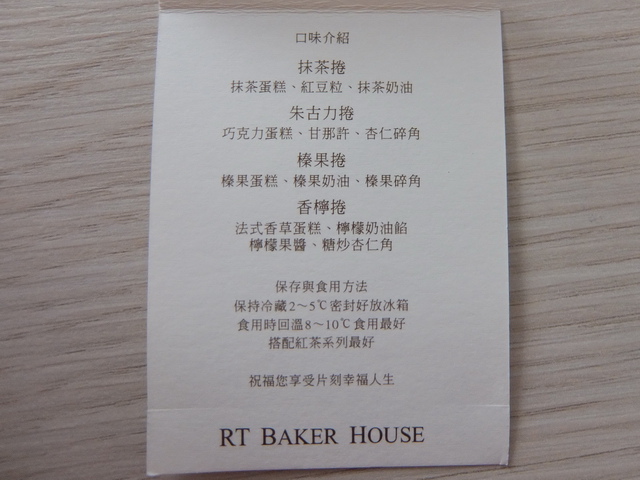 口味介紹
抹茶捲
抹茶蛋糕、紅豆粒、抹茶奶油
朱古力捲
巧克力蛋糕、甘那許、杏仁碎角
榛果捲
榛果蛋糕、榛果奶油、榛果碎角
香檸捲
法式香草蛋糕、檸檬奶油餡
檸檬果醬、糖炒杏仁角
保存與食用方法
保持冷藏2～5℃密封好放冰箱
食用時回溫8～10℃食用最好
搭配紅茶系列最好
祝福您享受片刻幸福人生
RT BAKER HOUSE